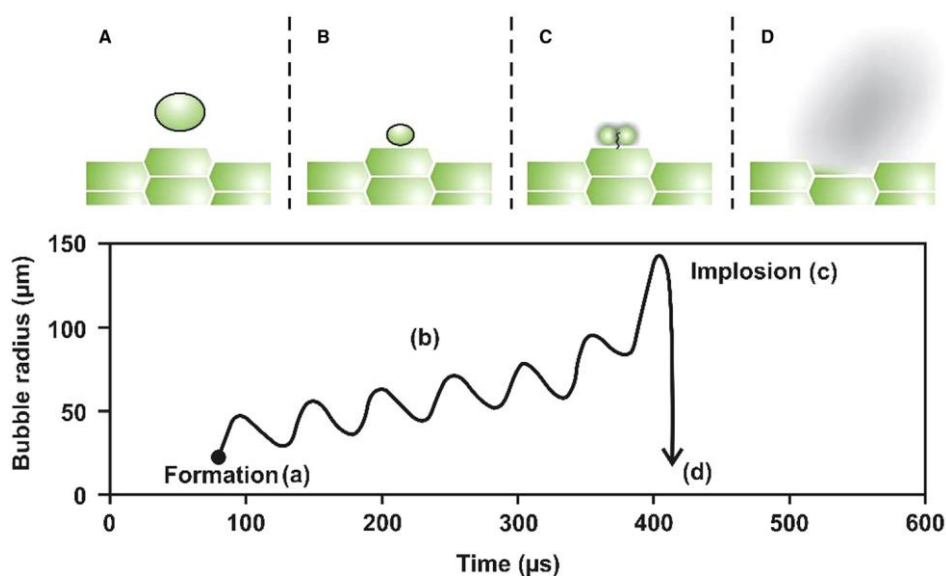 A
B
C
D
150
Implosion (c)
100
(b)
Bubble radius (µm)
50
Formation (a)
(d)
0
0
100
200
300
400
500
600
Time (µs)